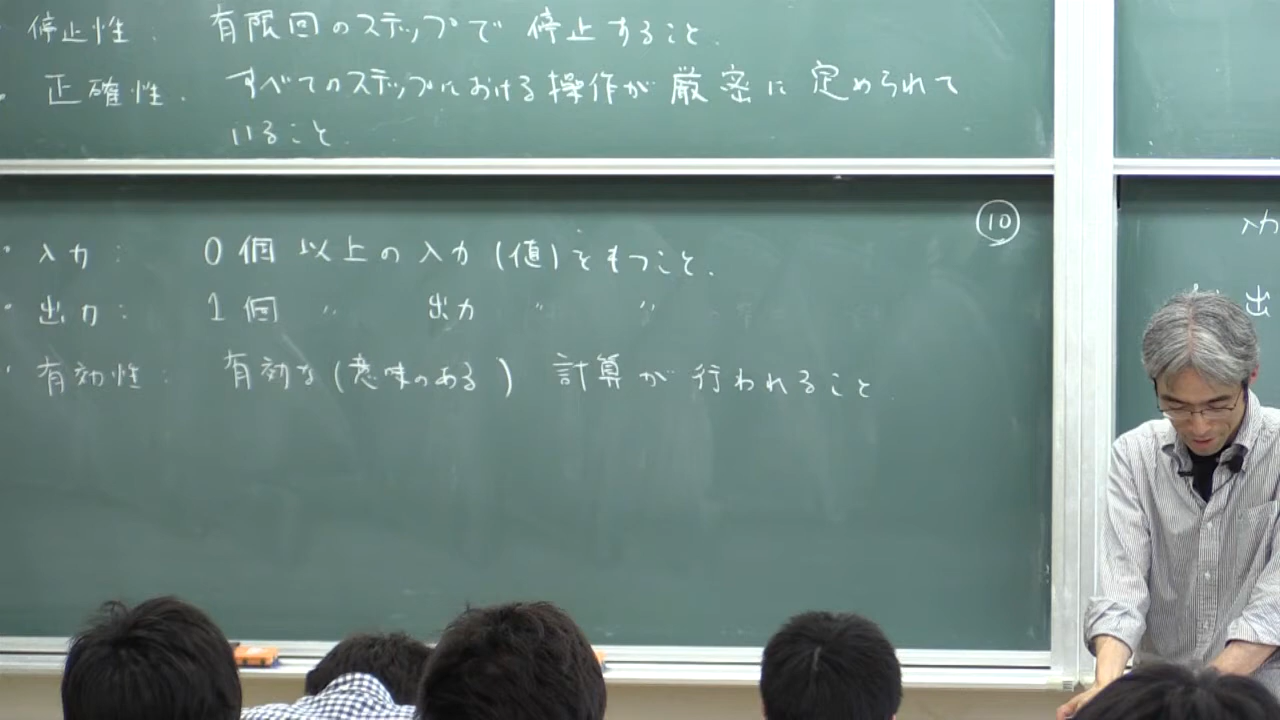 ・停止性: 有限回のステップで停止すること.
・正確性. すべてのステップにおける操作が厳密に定められて
いること.
⑩
・入力: 0個以上の入力(値)をもつこと.
・出力: 1個 〃 出力 〃 〃
・有効性: 有効な(意味のある) 計算が行われること.
入力
出